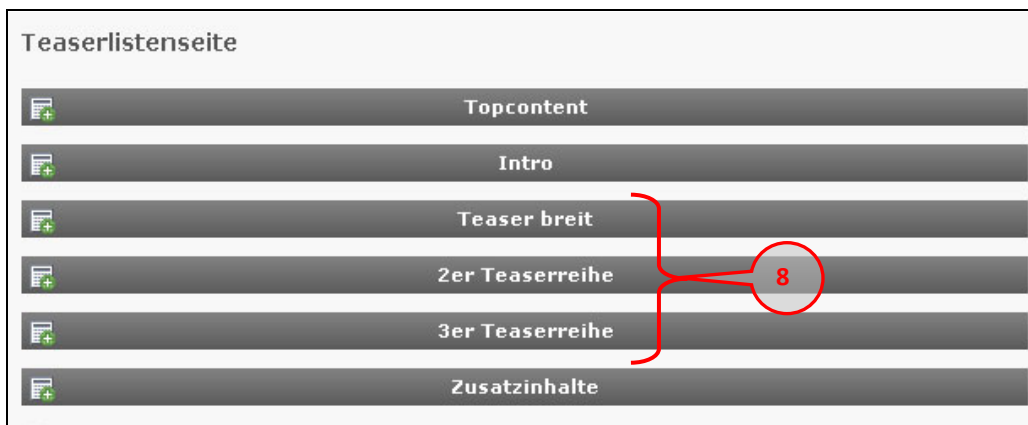 Teaserlistenseite
Topcontent
Intro
Teaser breit
2er Teaserreihe
8
3er Teaserreihe
Zusatzinhalte